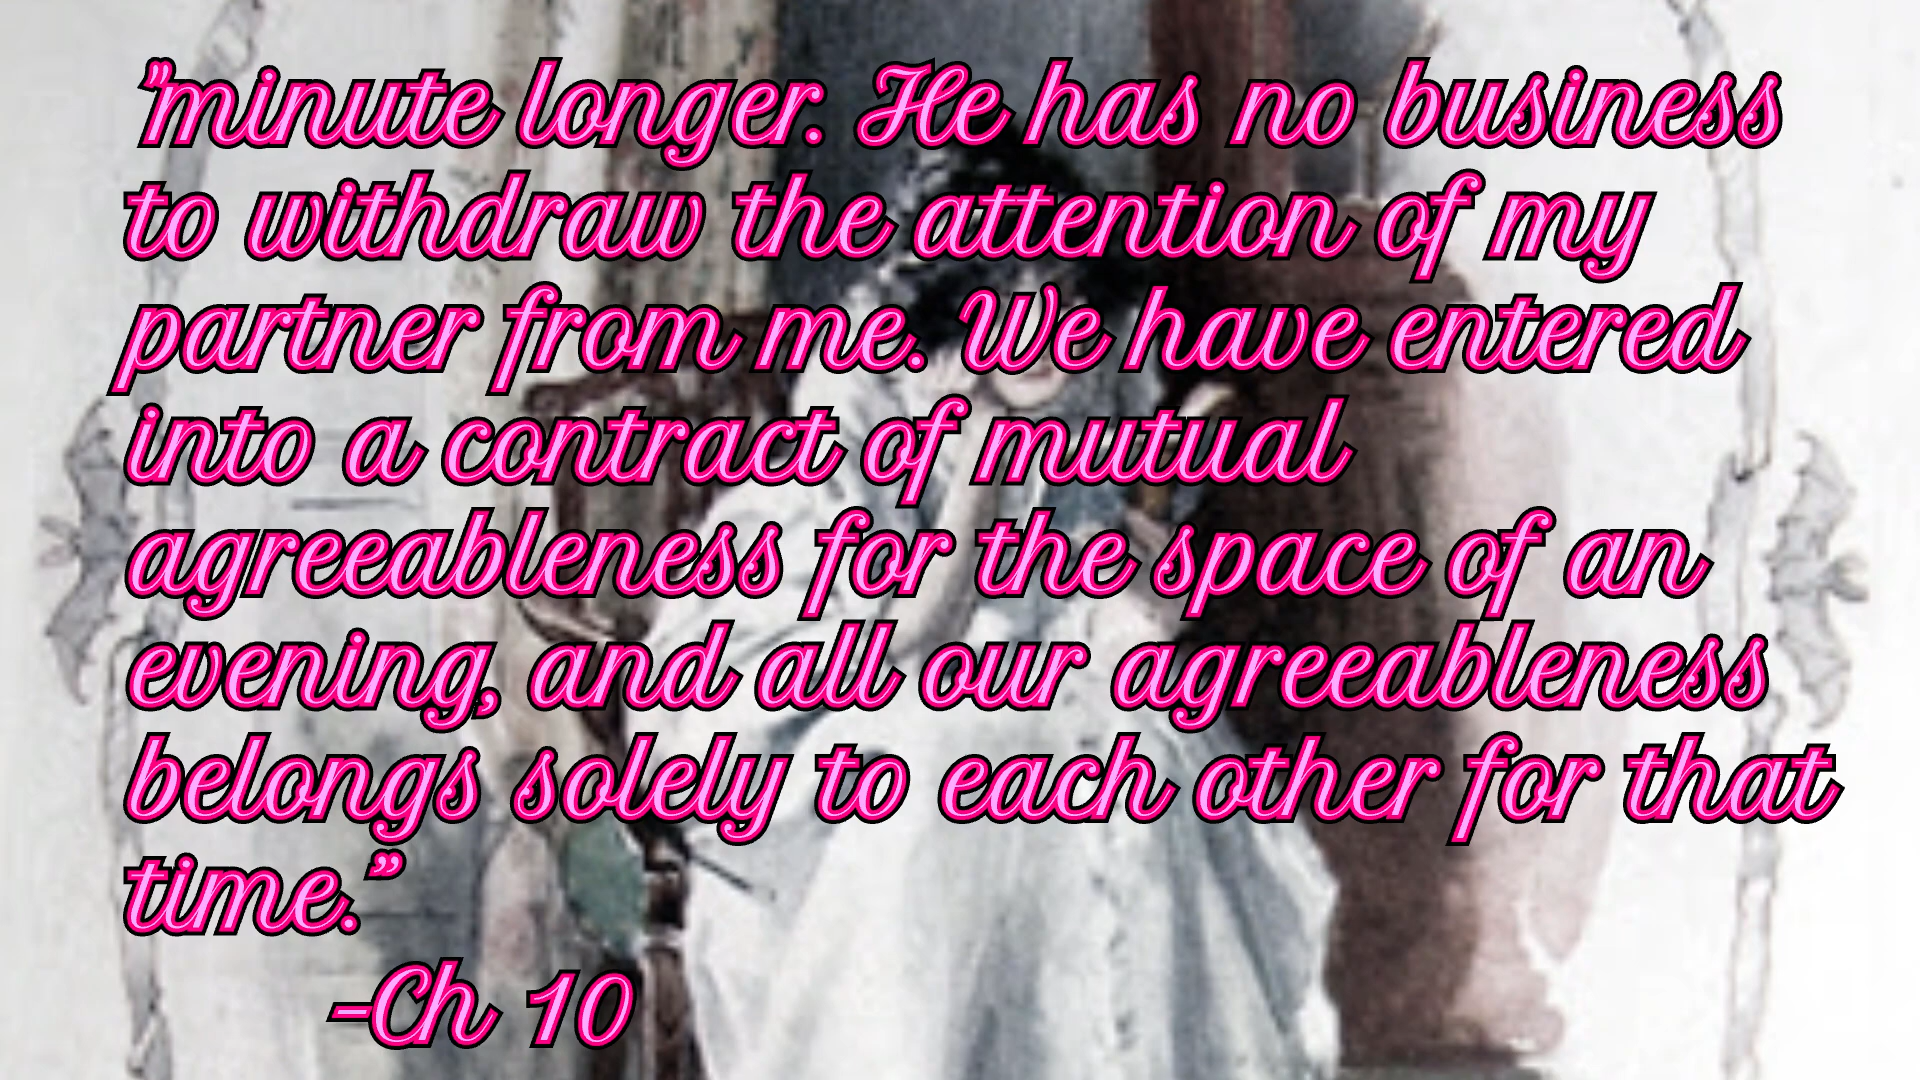 "minute longer. He has no business
to withdraw the attention of my
partner from me. We have entered
into a contract of mutual
agreeableness for the space of an
evening, and all our agreeableness
belongs solely to each other for that
time."
-Ch 10